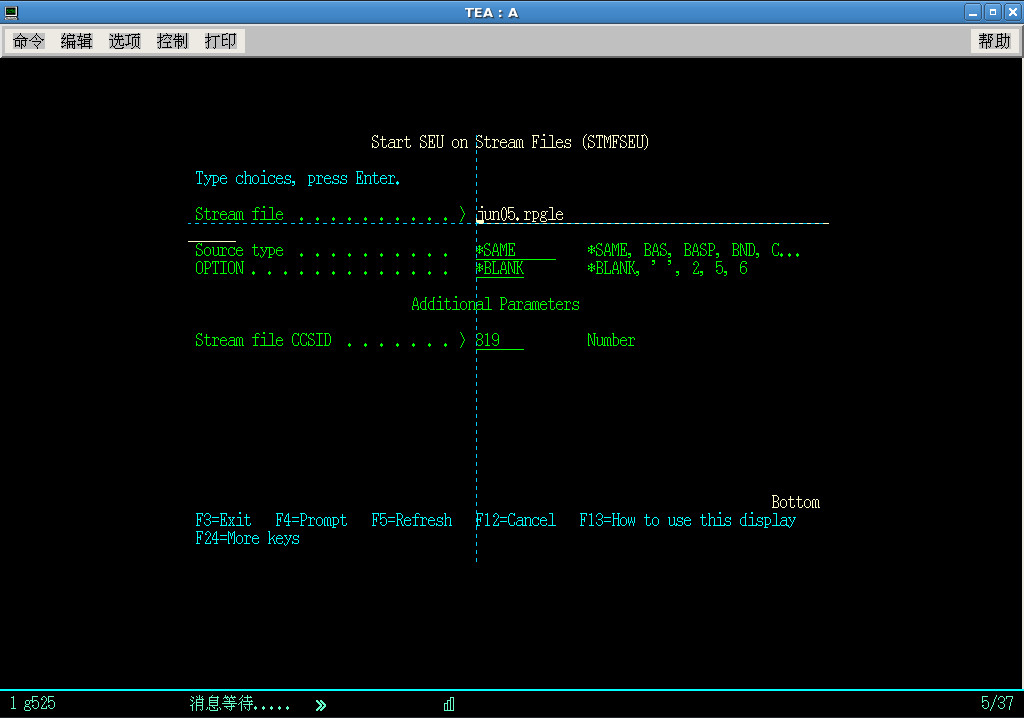 TEA : A
命令 编辑 选项 控制 打印 帮助
Start SEU on Stream Files (STMFSEU)
Type choices, press Enter.
Stream file . . . . . . . . . . . > jun05.rpgle
Source type . . . . . . . . . . *SAME *SAME, BAS, BASP, BND, C...
OPTION . . . . . . . . . . . . . *BLANK *BLANK, ' ', 2, 5, 6
Additional Parameters
Stream file CCSID . . . . . . . > 819 Number
Bottom
F3=Exit F4=Prompt F5=Refresh F12=Cancel F13=How to use this display
F24=More keys
1 g525 消息等待..... » 5/37